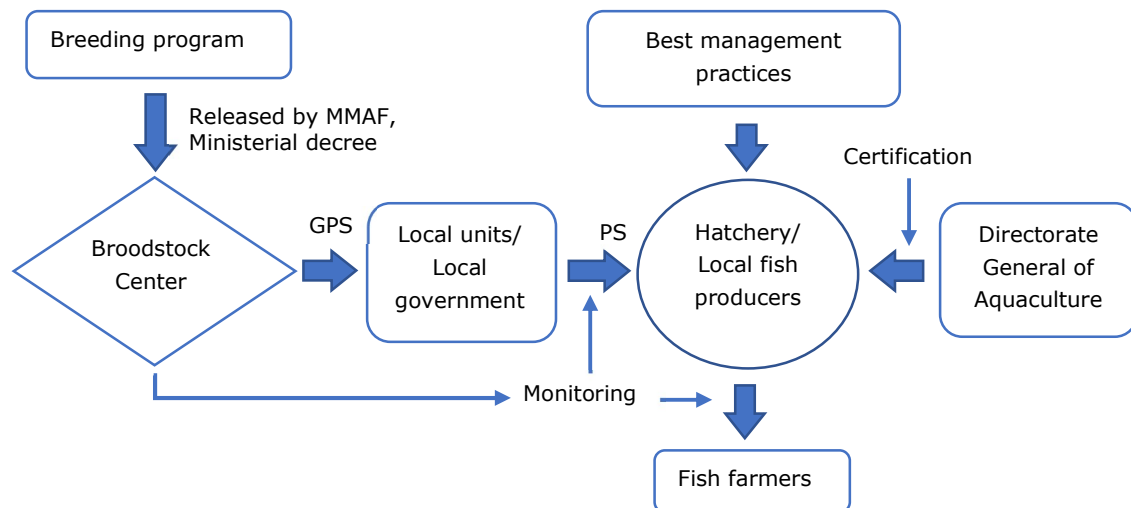 Breeding program
Released by MMAF,
Ministerial decree
Broodstock
Center
GPS
Local units/
Local
government
PS
Best management
practices
Hatchery/
Local fish
producers
Certification
Directorate
General of
Aquaculture
Monitoring
Fish farmers